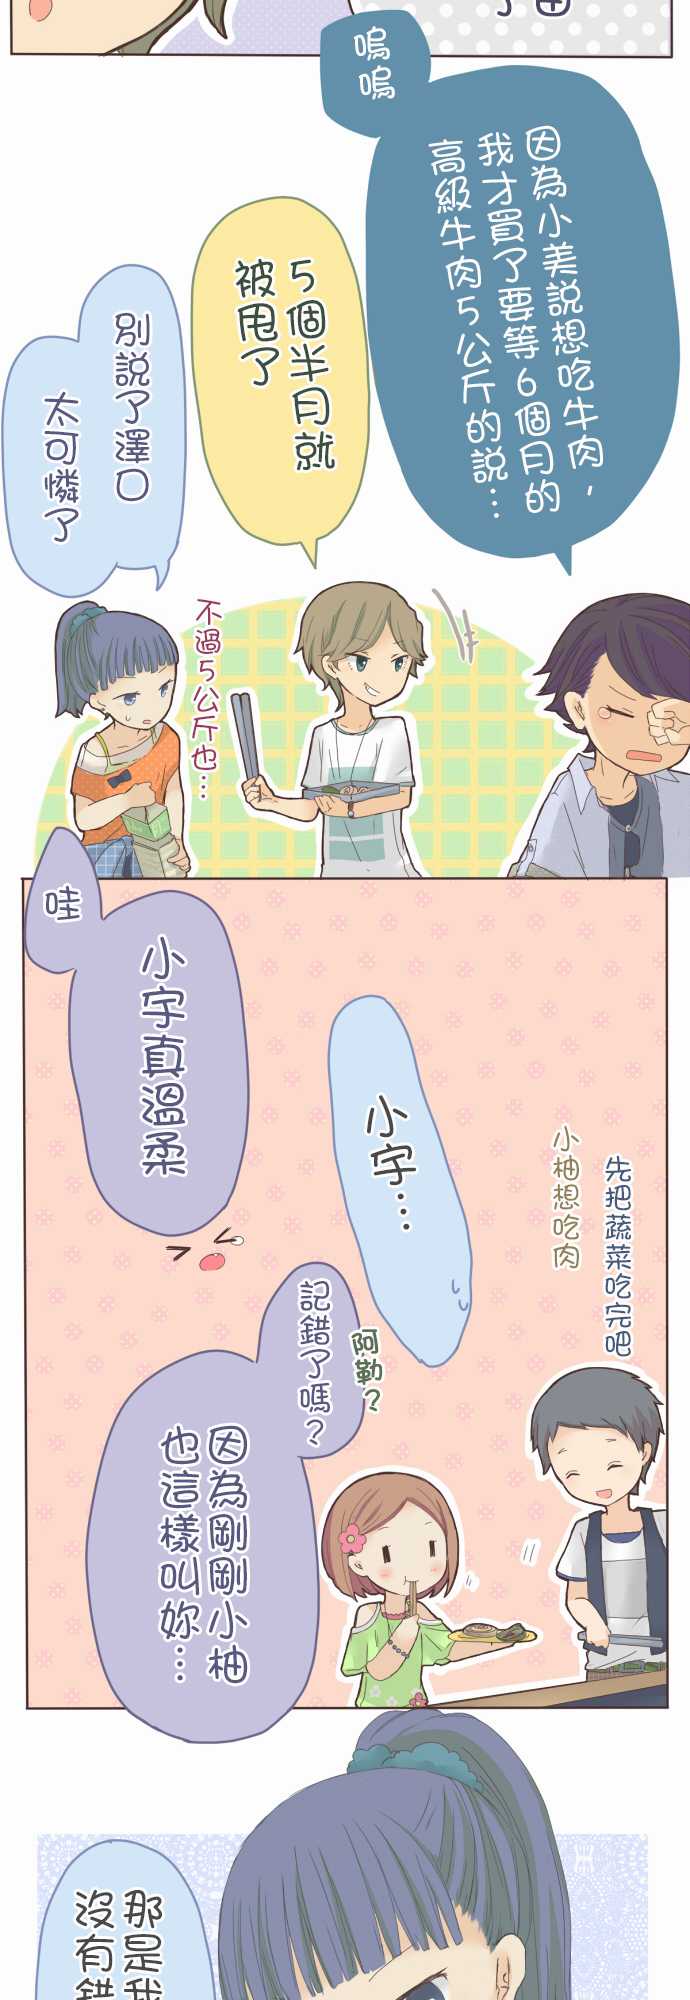 嗚
嗚
因為小美說想吃牛肉，
我才買了要等6個月的
高級牛肉5公斤的說…
5個半月就
被甩了
別說了澤口
太可憐了
不過5公斤也…
哇
小宇真溫柔
小宇…
先把蔬菜吃完吧
小柚想吃肉
阿勒？
記錯了嗎？
因為剛剛小柚
也這樣叫妳…
那是我
沒有錯